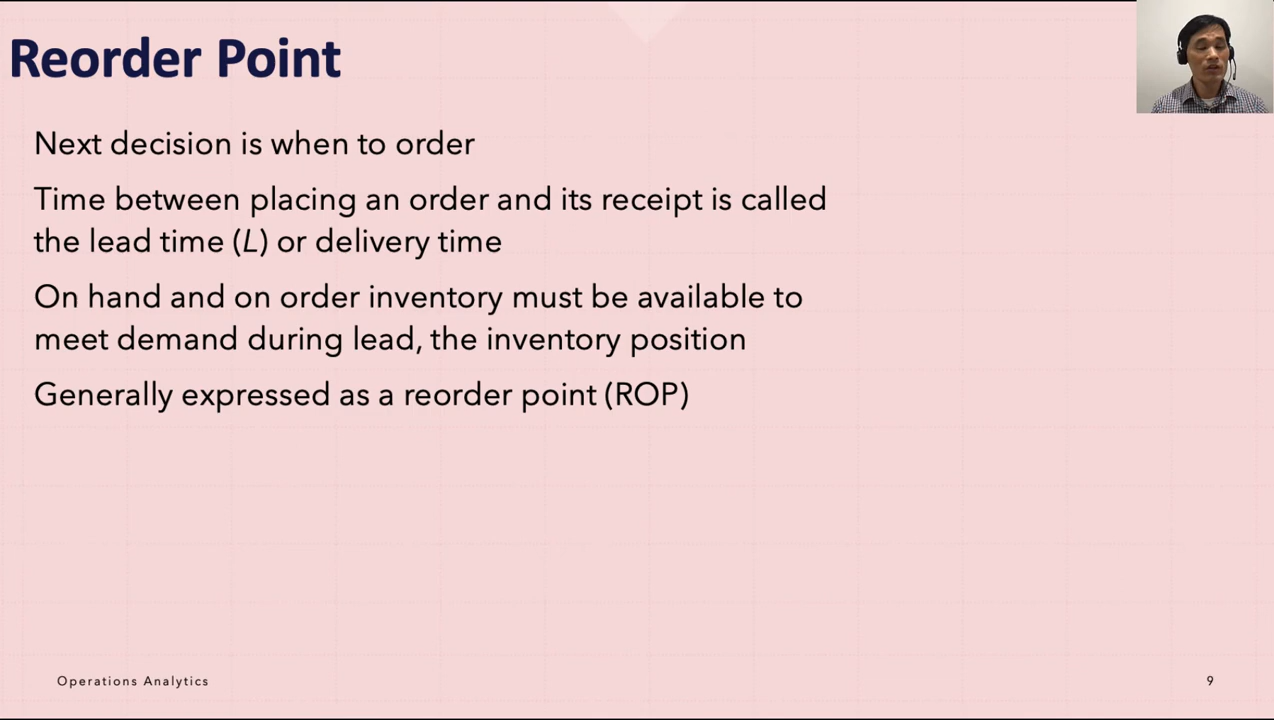 Reorder Point
Next decision is when to order
Time between placing an order and its receipt is called
the lead time (L) or delivery time
On hand and on order inventory must be available to
meet demand during lead, the inventory position
Generally expressed as a reorder point (ROP)
Operations Analytics
9